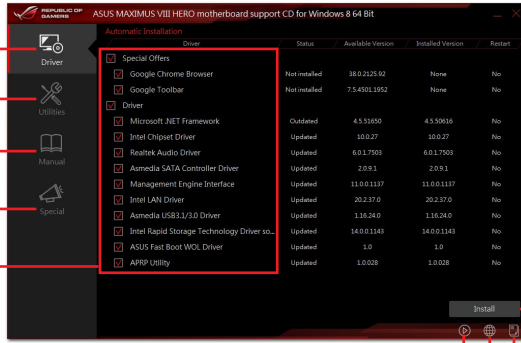 REPUBLIC OF
GAMERS
ASUS MAXIMUS VIII HERO motherboard support CD for Windows 8 64 Bit
Automatic Installation
Driver Status Available Version Installed Version Restart
Special Offers
Google Chrome Browser Not installed 38.0.2125.92 None No
Google Toolbar Not installed 7.5.4501.1952 None No
Driver
Microsoft .NET Framework Outdated 4.5.51650 4.5.50616 No
Intel Chipset Driver Updated 10.0.27 10.0.27 No
Realtek Audio Driver Updated 6.0.1.7503 6.0.1.7503 No
Asmedia SATA Controller Driver Updated 2.0.9.1 2.0.9.1 No
Management Engine Interface Updated 11.0.0.1137 11.0.0.1137 No
Intel LAN Driver Updated 20.2.37.0 20.2.37.0 No
Asmedia USB3.1/3.0 Driver Updated 1.16.24.0 1.16.24.0 No
Intel Rapid Storage Technology Driver so... Updated 14.0.0.1143 14.0.0.1143 No
ASUS Fast Boot WOL Driver Updated 1.0 1.0 No
APRP Utility Updated 1.0.028 1.0.028 No
Driver
Utilities
Manual
Special
Install